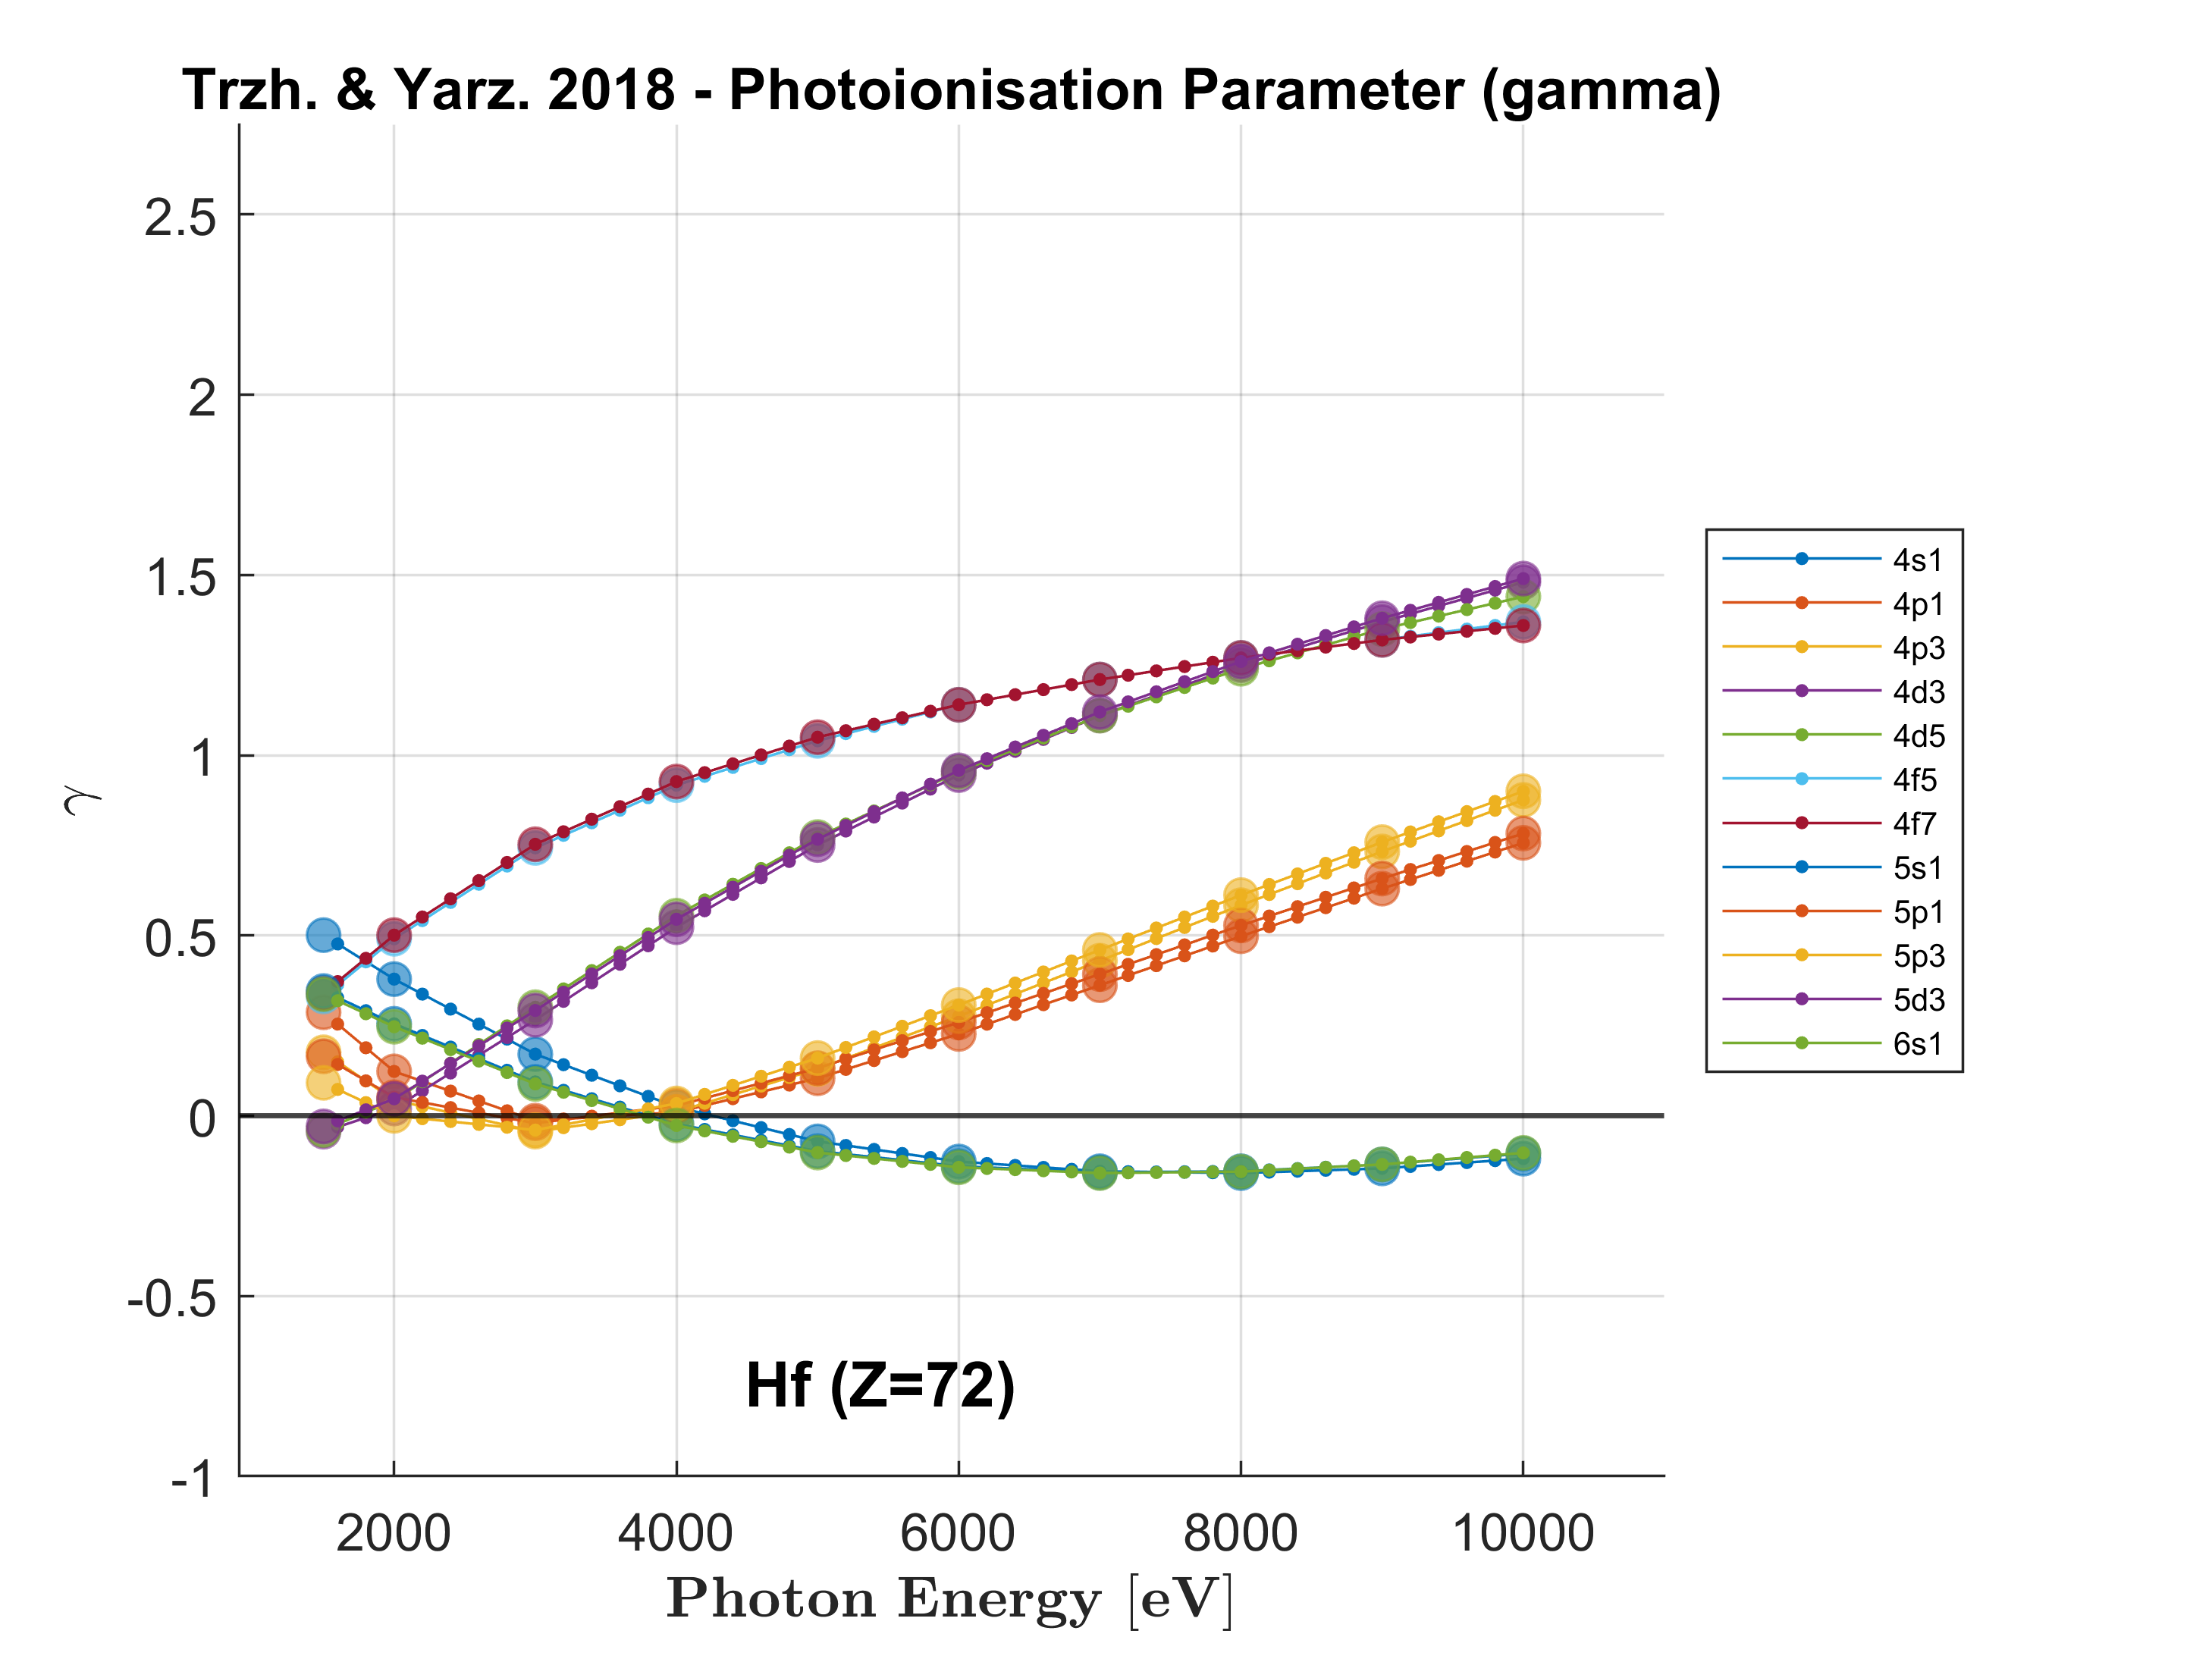 Trzh. & Yarz. 2018 - Photoionisation Parameter (gamma)
2.5
2
1.5
1
0.5
0
-0.5
-1
γ
4s1
4p1
4p3
4d3
4d5
4f5
4f7
5s1
5p1
5p3
5d3
6s1
Hf (Z=72)
2000 4000 6000 8000 10000
Photon Energy [eV]